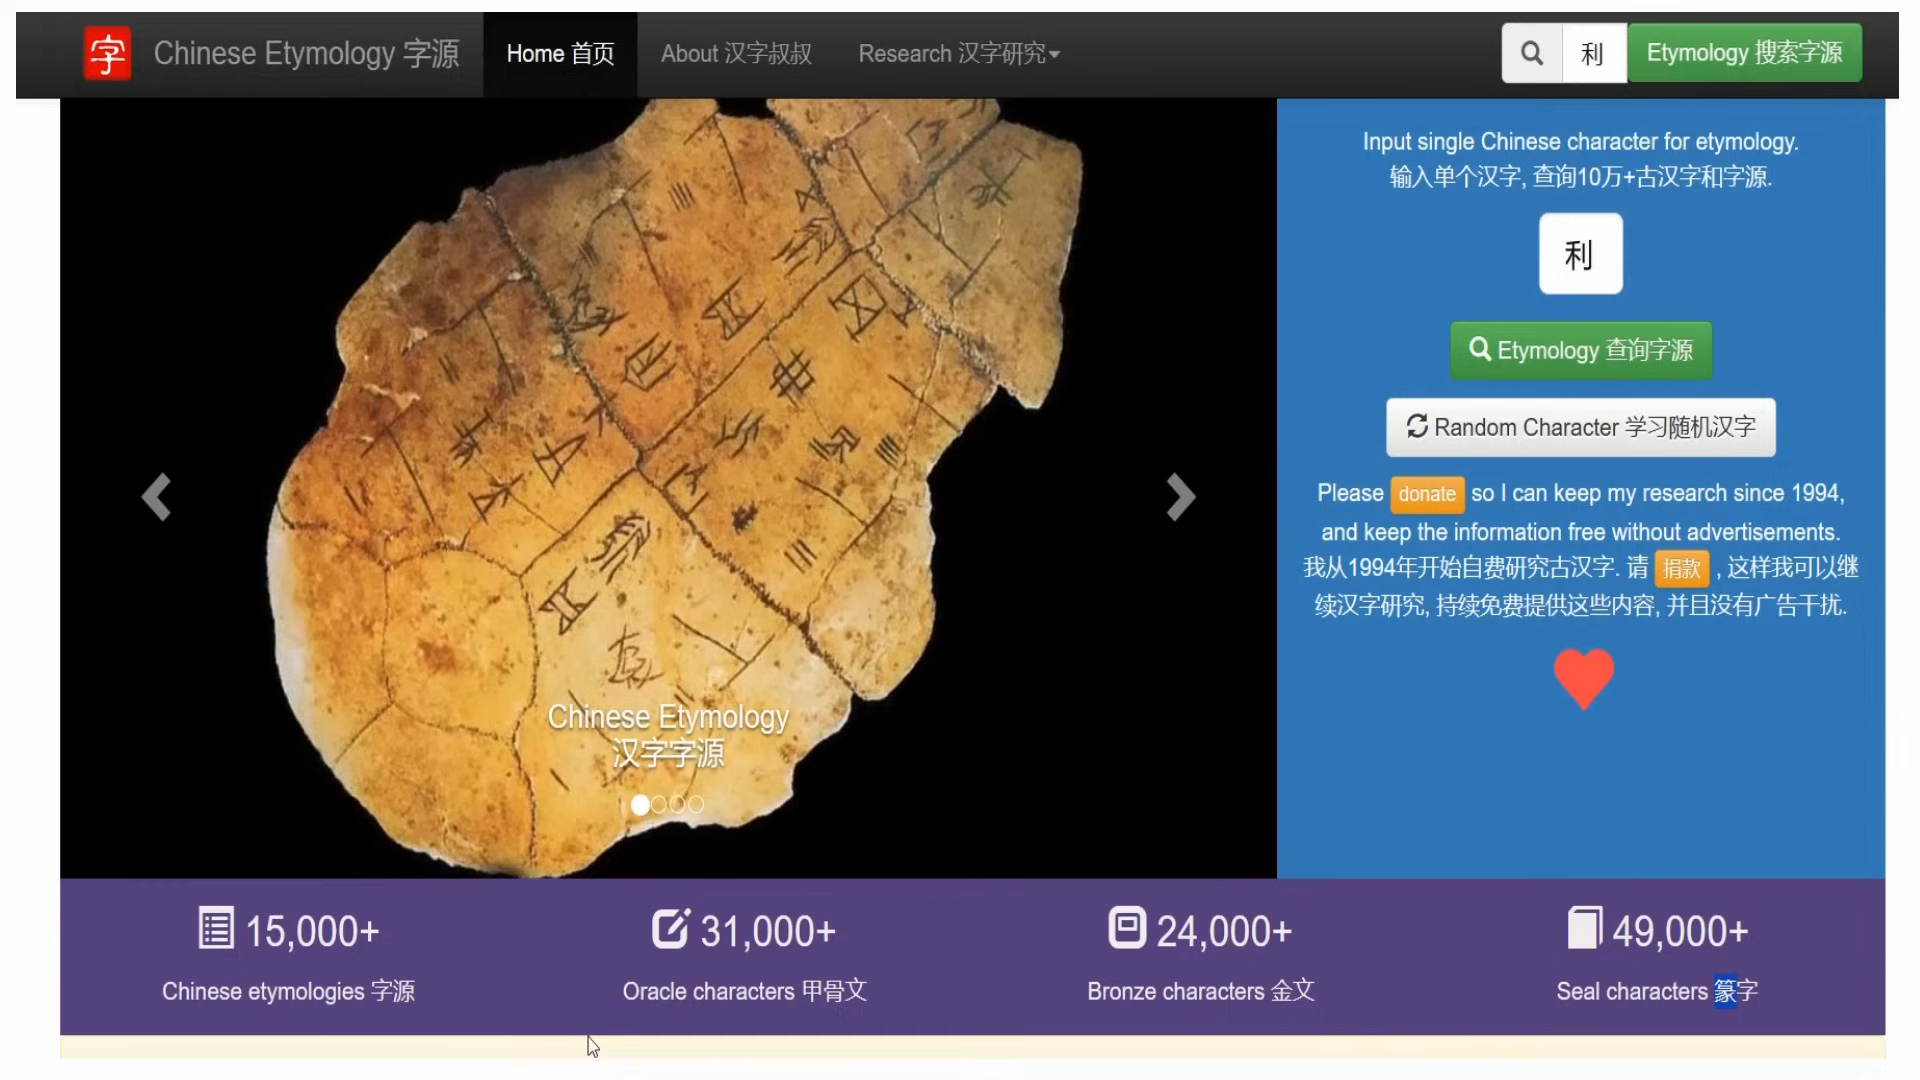 字 Chinese Etymology 字源 Home 首页 About 汉字叔叔 Research 汉字研究 利 Etymology 搜索字源
Input single Chinese character for etymology.
输入单个汉字, 查询10万+古汉字和字源.
利
Etymology 查询字源
Random Character 学习随机汉字
Please donate so I can keep my research since 1994,
and keep the information free without advertisements.
我从1994年开始自费研究古汉字. 请 捐款 , 这样我可以继
续汉字研究, 持续免费提供这些内容, 并且没有广告干扰.
Chinese Etymology
汉字字源
15,000+
Chinese etymologies 字源
31,000+
Oracle characters 甲骨文
24,000+
Bronze characters 金文
49,000+
Seal characters 篆字